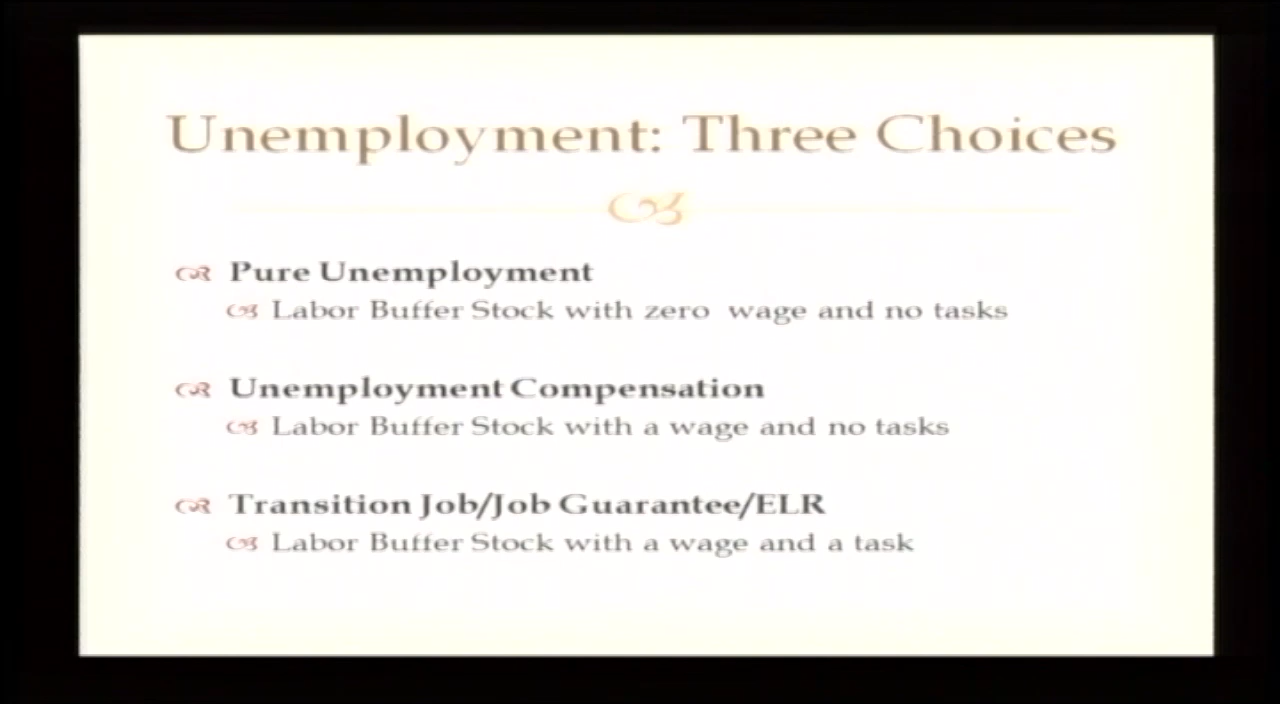 Unemployment: Three Choices
Pure Unemployment
Labor Buffer Stock with zero wage and no tasks
Unemployment Compensation
Labor Buffer Stock with a wage and no tasks
Transition Job/Job Guarantee/ELR
Labor Buffer Stock with a wage and a task